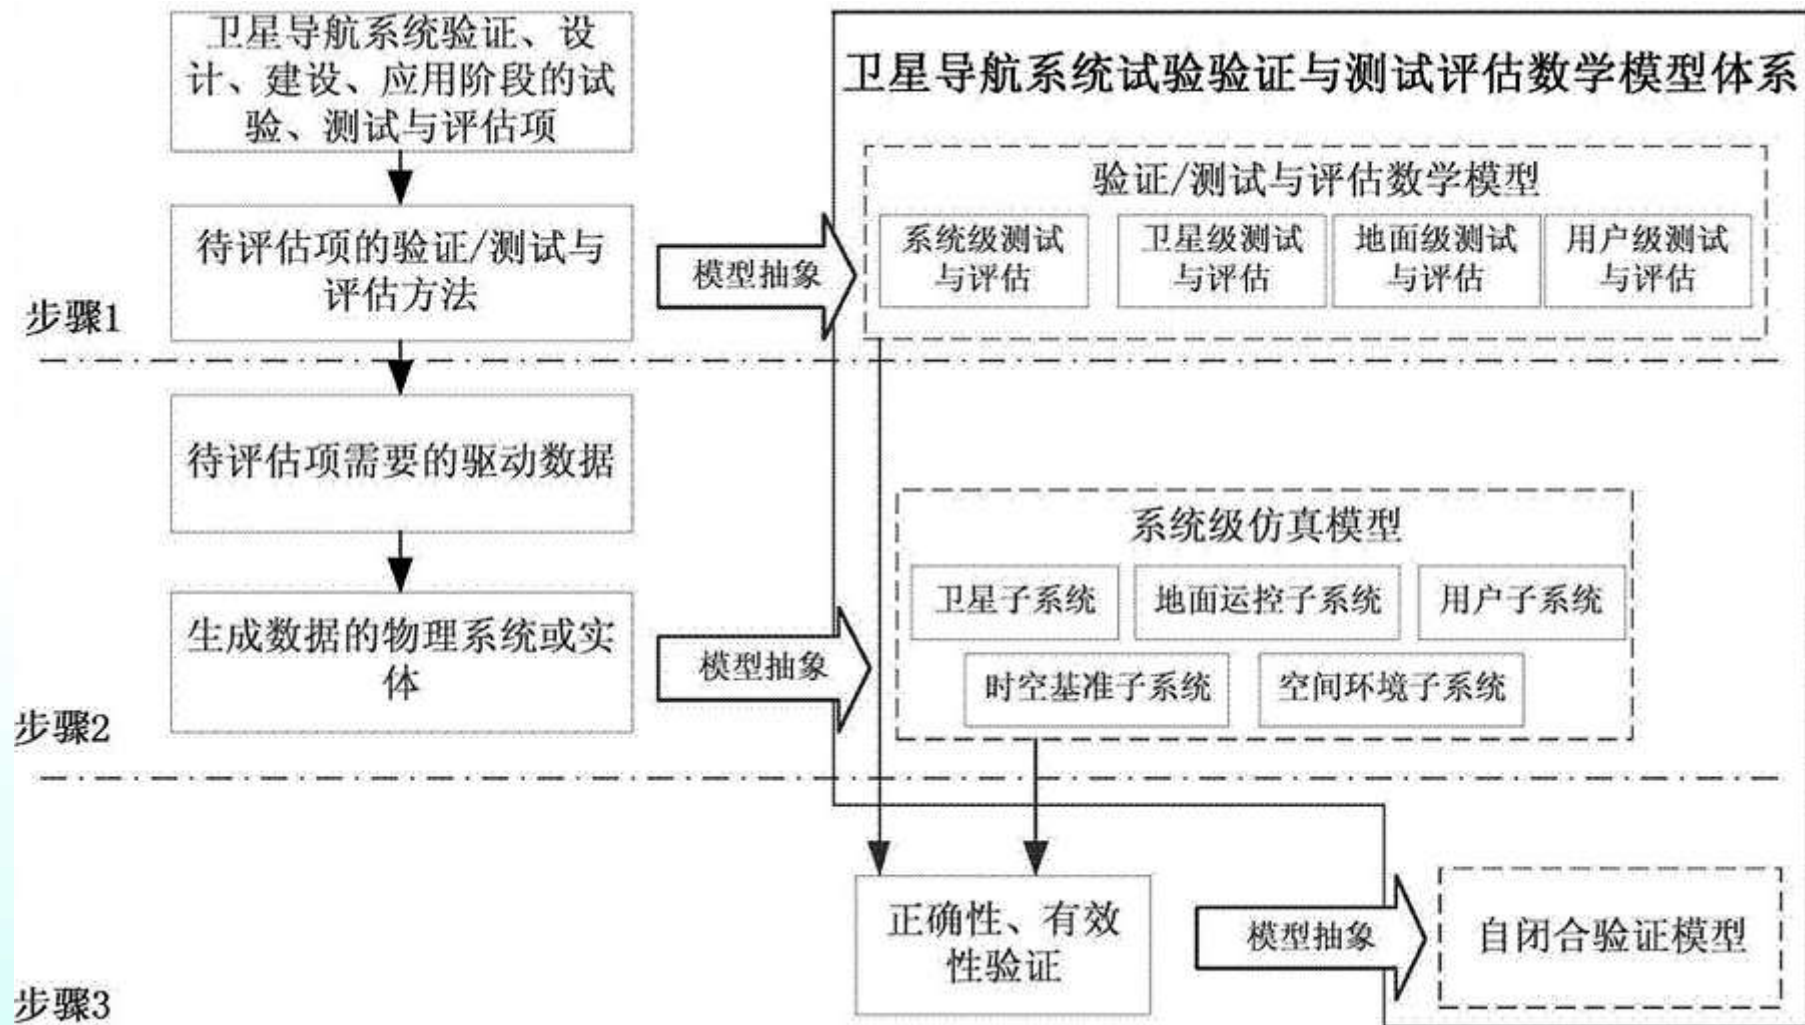 卫星导航系统验证、设
计、建设、应用阶段的试
验、测试与评估项
卫星导航系统试验验证与测试评估数学模型体系
验证/测试与评估数学模型
待评估项的验证/测试与
评估方法
模型抽象
系统级测试
与评估
卫星级测试
与评估
地面级测试
与评估
用户级测试
与评估
步骤1
待评估项需要的驱动数据
系统级仿真模型
卫星子系统
地面运控子系统
用户子系统
时空基准子系统
空间环境子系统
生成数据的物理系统或实
体
模型抽象
步骤2
正确性、有效
性验证
模型抽象
自闭合验证模型
步骤3